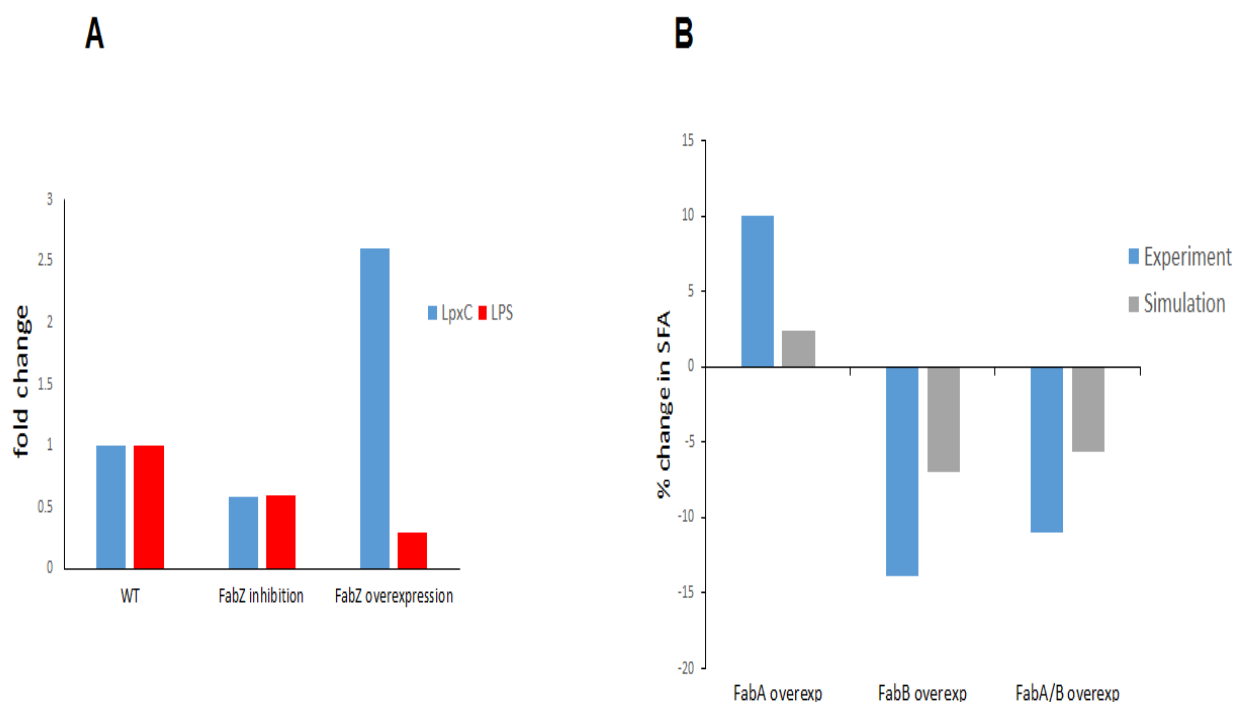 A
fold change
3
2.5
2
1.5
1
0.5
0
WT
FabZ inhibition
FabZ overexpression
LpxC
LPS
B
% change in SFA
15
10
5
0
-5
-10
-15
-20
FabA overexp
FabB overexp
FabA/B overexp
Experiment
Simulation